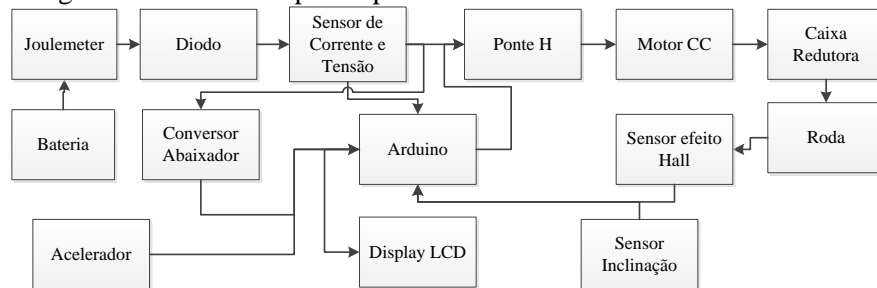 Joulemeter
Diodo
Sensor de
Corrente e
Tensão
Ponte H
Motor CC
Caixa
Redutora
Bateria
Conversor
Abaixador
Arduino
Sensor efeito
Hall
Roda
Acelerador
Display LCD
Sensor
Inclinação